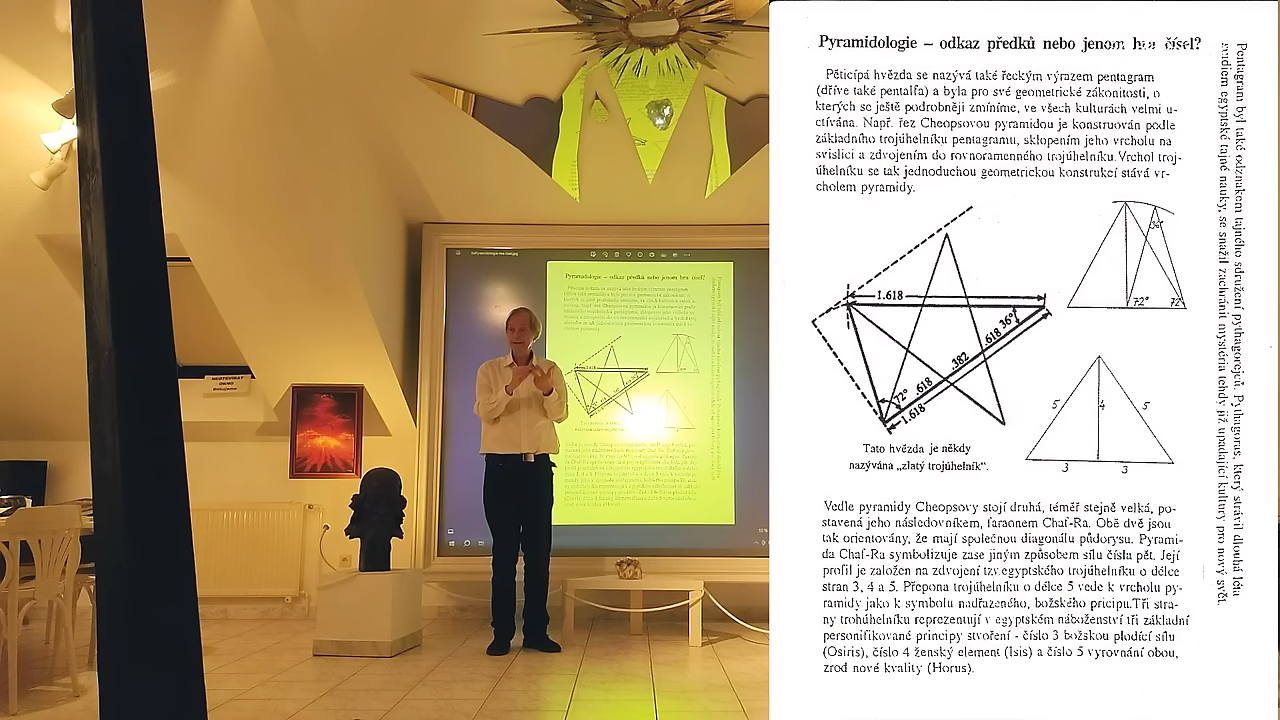 Pyramidologie – odkaz předků nebo jenom hra čísel?
Pěticípá hvězda se nazývá také řeckým výrazem pentagram
(dříve také pentalfa) a byla pro své geometrické zákonitosti, o
kterých se ještě podrobněji zmíníme, ve všech kulturách velmi u-
ctívána. Např. řez Cheopsovou pyramidou je konstruován podle
základního trojúhelníku pentagramu, sklopením jeho vrcholu na
svislici a zdvojením do rovnoramenného trojúhelníku. Vrchol troj-
úhelníku se tak jednoduchou geometrickou konstrukcí stává vr-
cholem pyramidy.
36°
72° 72°
1.618
36°
.618
.382
.618
72°
1.618
5 4 5
3 3
Tato hvězda je někdy
nazývána „zlatý trojúhelník".
Vedle pyramidy Cheopsovy stojí druhá, téměř stejně velká, po-
stavená jeho následovníkem, faraonem Chaf-Ra. Obě dvě jsou
tak orientovány, že mají společnou diagonálu půdorysu. Pyrami-
da Chaf-Ra symbolizuje zase jiným způsobem sílu čísla pět. Její
profil je založen na zdvojení tzv.egyptského trojúhelníku o délce
stran 3, 4 a 5. Přepona trojúhelníku o délce 5 vede k vrcholu py-
ramidy jako k symbolu nadřazeného, božského pricipu.Tři stra-
ny trohúhelníku reprezentují v egyptském náboženství tři základní
personifikované principy stvoření - číslo 3 božskou plodící sílu
(Osiris), číslo 4 ženský element (Isis) a číslo 5 vyrovnání obou,
zrod nové kvality (Horus).
Pentagram byl také odznakem tajného sdružení pythagorejců. Pythagoras, který strávil dlouhá léta
studiem egyptské tajné nauky, se snažil zachránit mystéria tehdy již upadající kultury pro nový svět.
NEOTEVÍRAT
OKNO
Děkujeme
Pyramidologie – odkaz předků nebo jenom hra čísel?